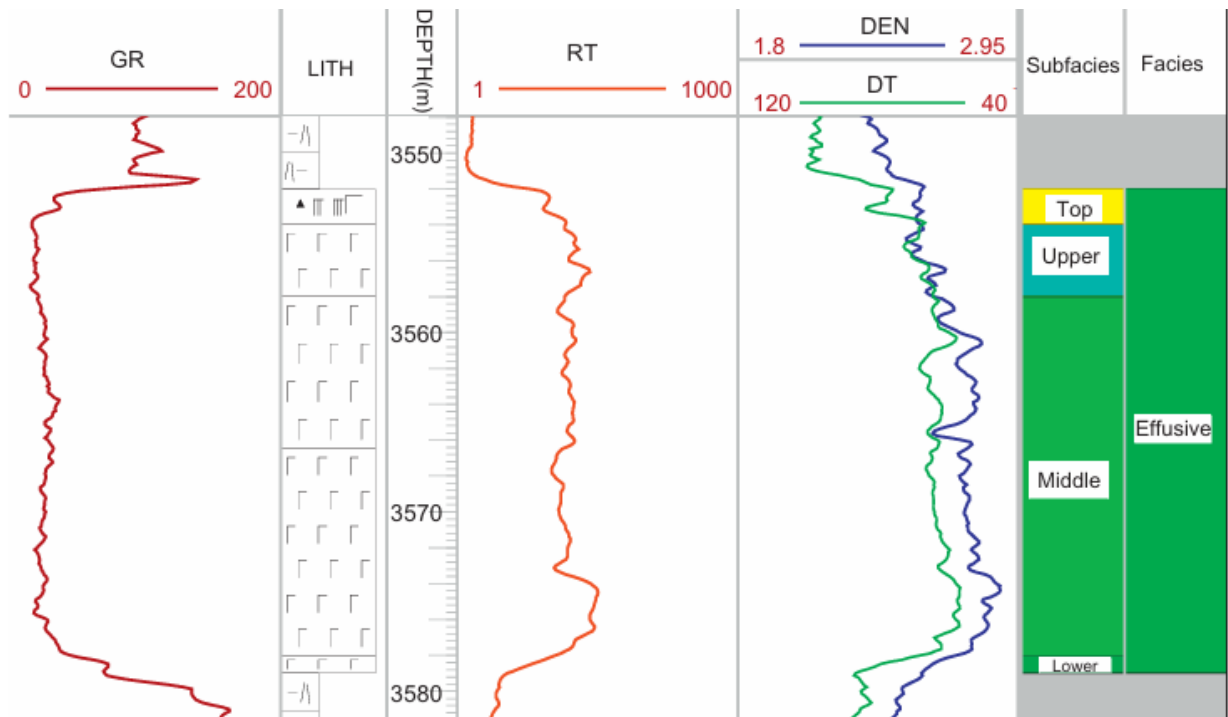 GR
0 200
LITH
DEPTH(m)
RT
1 1000
DEN
1.8 2.95
DT
120 40
Subfacies
Facies
3550
3560
3570
3580
Top
Upper
Middle
Lower
Effusive